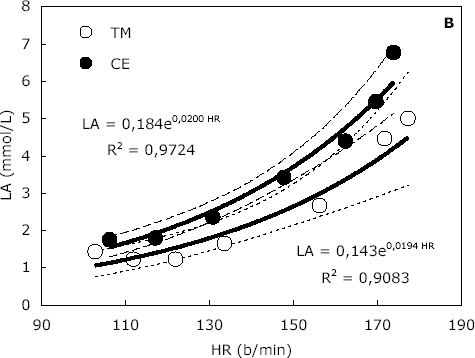 8
B
TM
7
CE
6
LA = 0,184e^0,0200 HR
R² = 0,9724
5
LA (mmol/L)
4
3
2
LA = 0,143e^0,0194 HR
R² = 0,9083
1
0
90 110 130 150 170 190
HR (b/min)